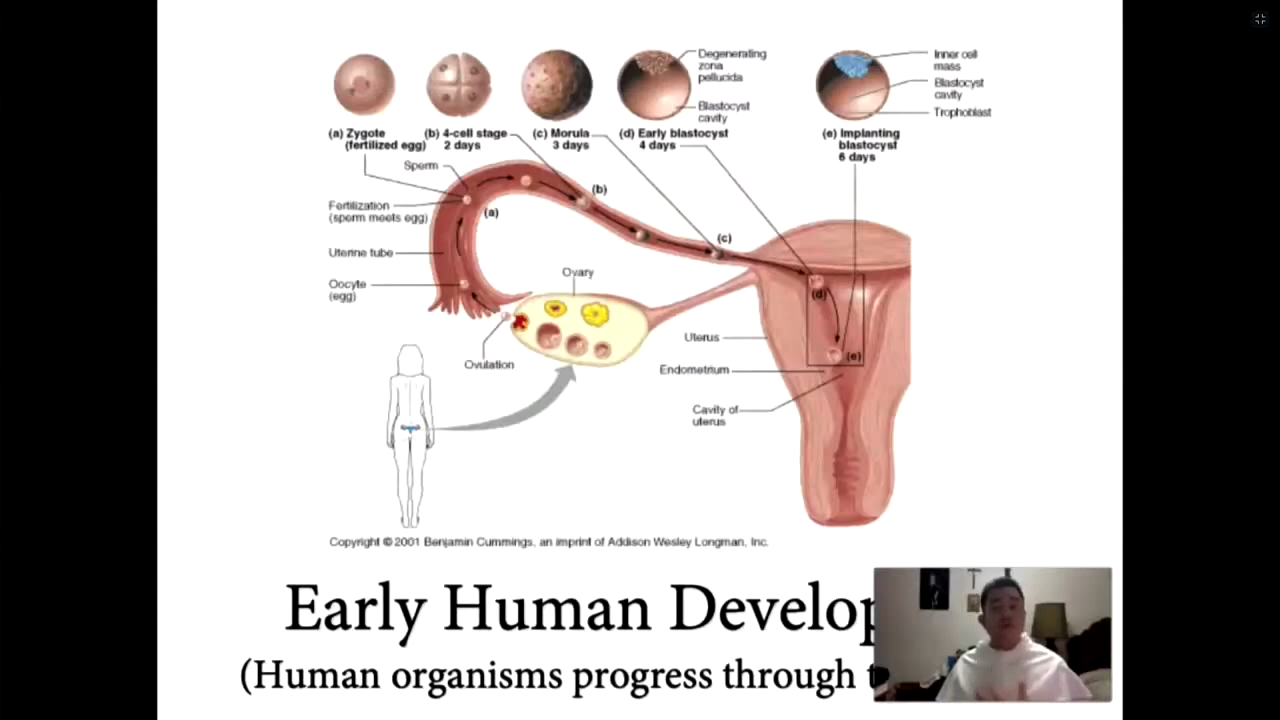 Degenerating
zona
pellucida
Blastocyst
cavity
Inner cell
mass
Blastocyst
cavity
Trophoblast
(a) Zygote
(fertilized egg)
(b) 4-cell stage
2 days
(c) Morula
3 days
(d) Early blastocyst
4 days
(e) Implanting
blastocyst
6 days
Sperm
Fertilization
(sperm meets egg)
(a)
(b)
(c)
Uterine tube
Oocyte
(egg)
Ovary
Ovulation
(d)
(e)
Uterus
Endometrium
Cavity of
uterus
Copyright © 2001 Benjamin Cummings, an imprint of Addison Wesley Longman, Inc.
Early Human Develop
(Human organisms progress through t